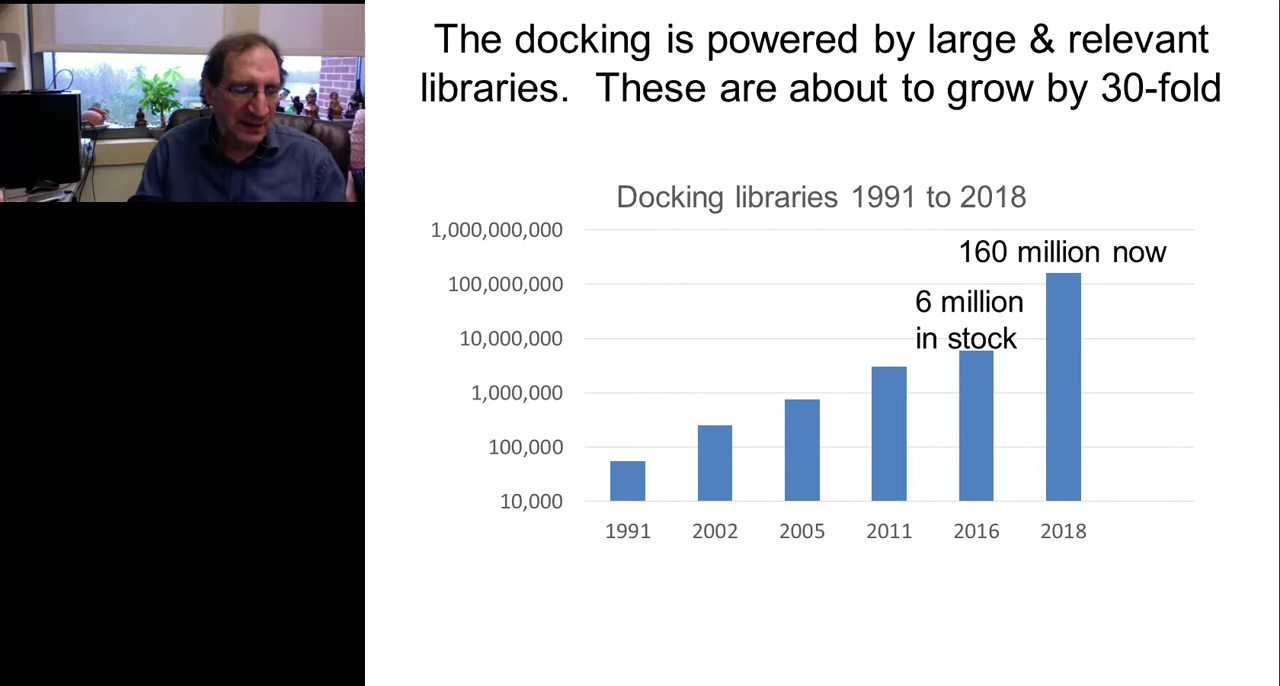 The docking is powered by large & relevant
libraries.  These are about to grow by 30-fold
Docking libraries 1991 to 2018
1,000,000,000
160 million now
100,000,000
6 million
in stock
10,000,000
1,000,000
100,000
10,000
1991 2002 2005 2011 2016 2018